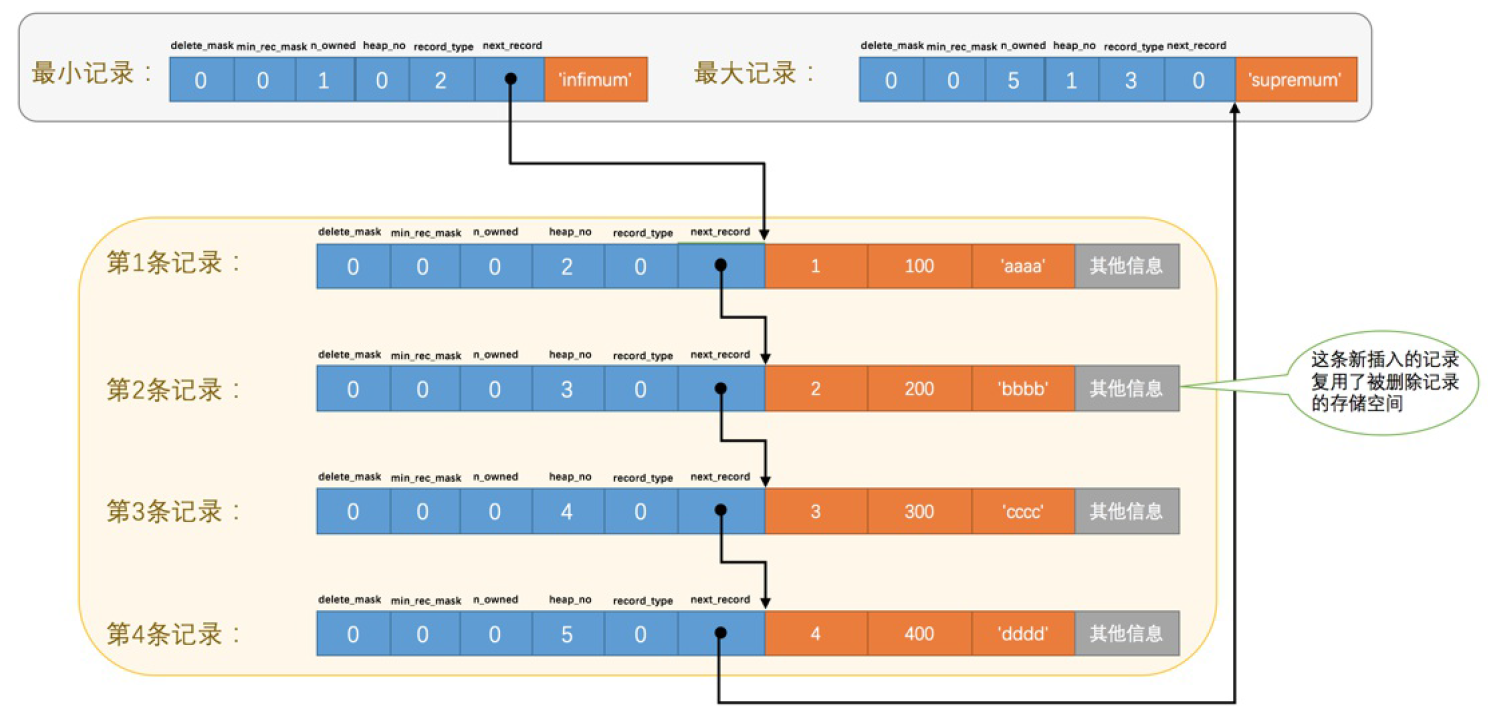 delete_mask min_rec_mask n_owned heap_no record_type next_record
最小记录： 0 0 1 0 2 'infimum'
delete_mask min_rec_mask n_owned heap_no record_type next_record
最大记录： 0 0 5 1 3 0 'supremum'
delete_mask min_rec_mask n_owned heap_no record_type next_record
第1条记录： 0 0 0 2 0 1 100 'aaaa' 其他信息
delete_mask min_rec_mask n_owned heap_no record_type next_record
第2条记录： 0 0 0 3 0 2 200 'bbbb' 其他信息
这条新插入的记录
复用了被删除记录
的存储空间
delete_mask min_rec_mask n_owned heap_no record_type next_record
第3条记录： 0 0 0 4 0 3 300 'cccc' 其他信息
delete_mask min_rec_mask n_owned heap_no record_type next_record
第4条记录： 0 0 0 5 0 4 400 'dddd' 其他信息